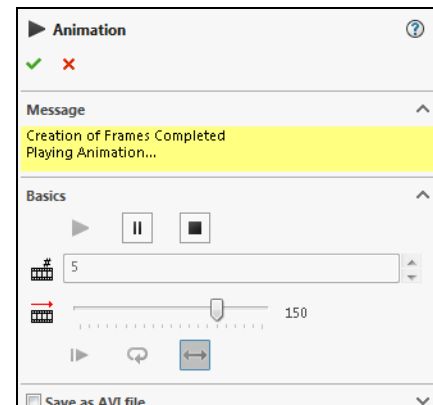 Animation
Message
Creation of Frames Completed
Playing Animation...
Basics
#
5
150
Save as AVI file